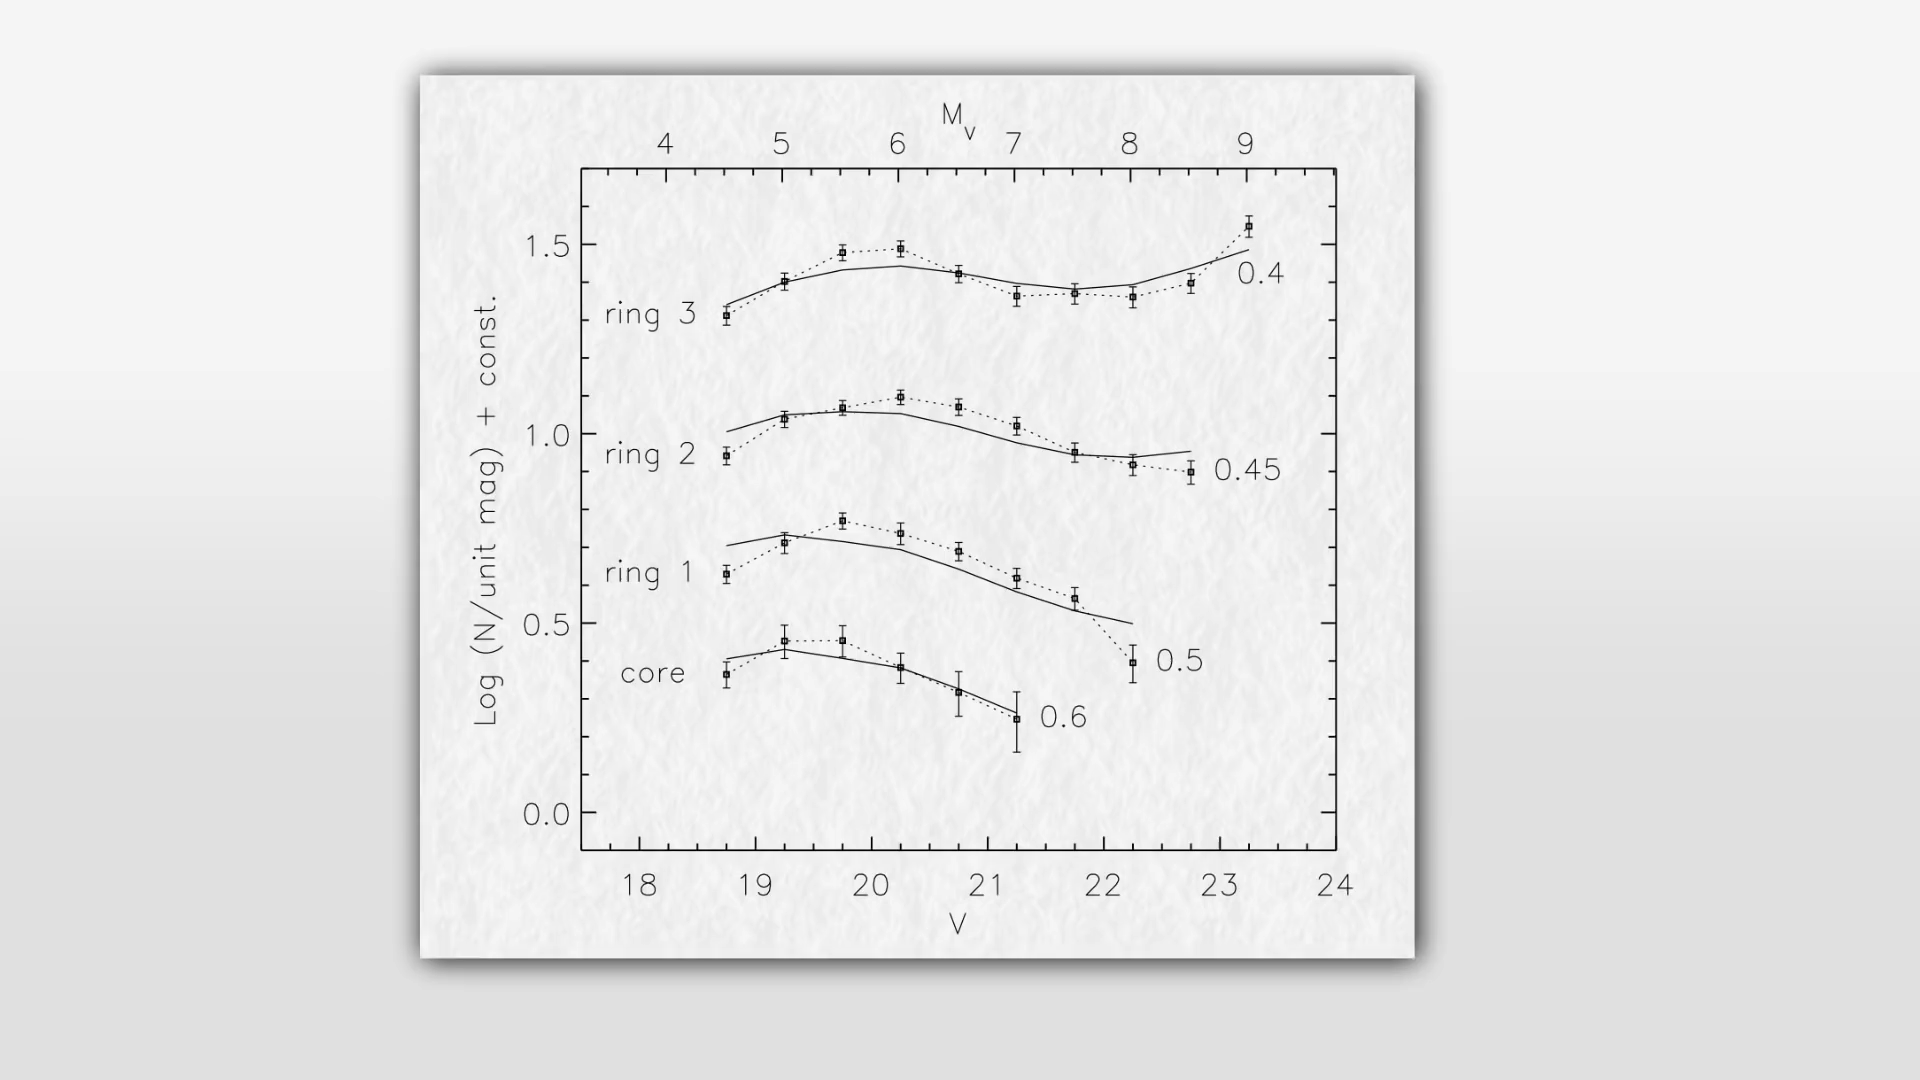 M_V
4 5 6 7 8 9
1.5
1.0
0.5
0.0
Log (N/unit mag) + const.
ring 3
0.4
ring 2
0.45
ring 1
0.5
core
0.6
18 19 20 21 22 23 24
V